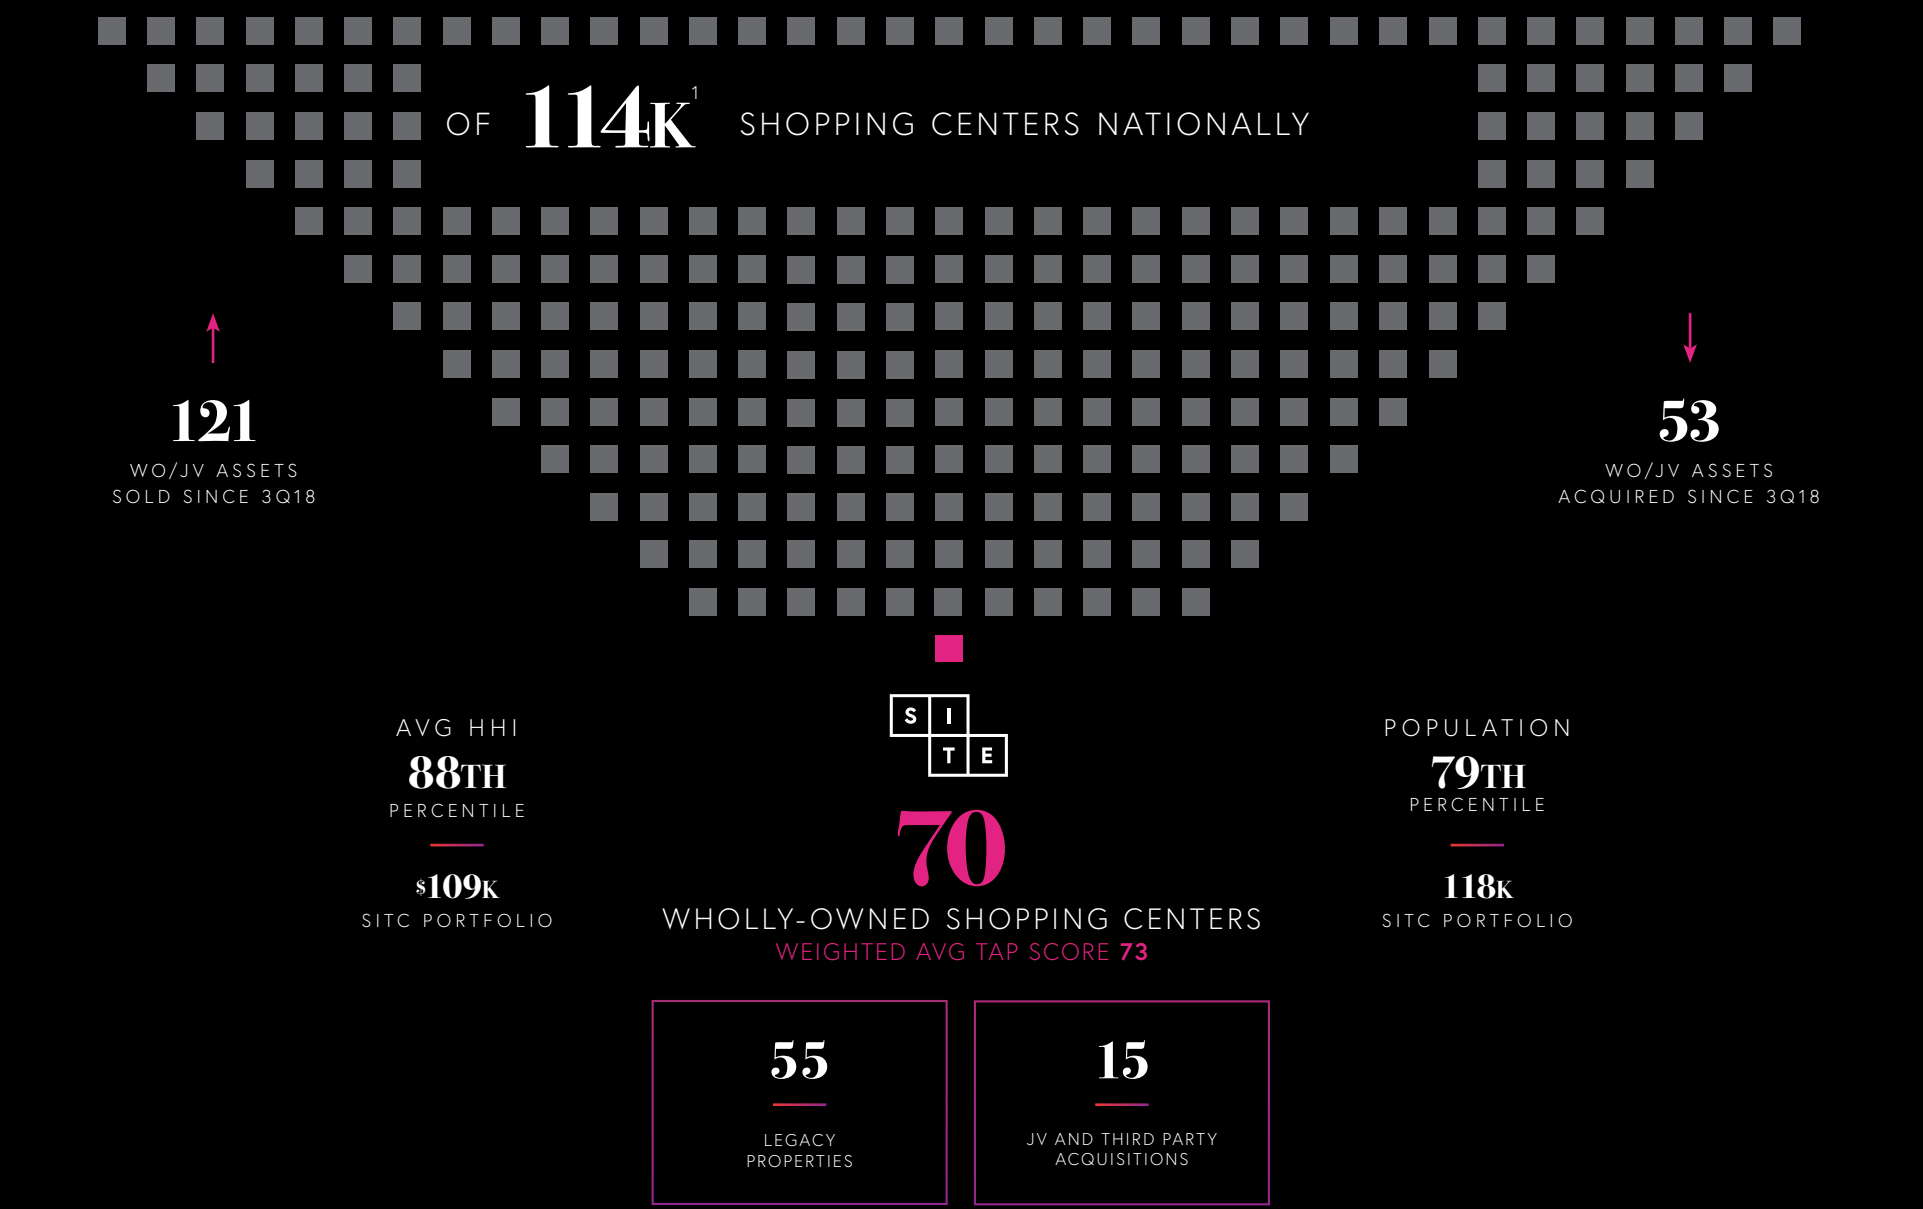 OF 114K¹ SHOPPING CENTERS NATIONALLY
121
WO/JV ASSETS
SOLD SINCE 3Q18
53
WO/JV ASSETS
ACQUIRED SINCE 3Q18
S I
T E
AVG HHI
88TH
PERCENTILE
$109K
SITC PORTFOLIO
70
WHOLLY-OWNED SHOPPING CENTERS
WEIGHTED AVG TAP SCORE 73
POPULATION
79TH
PERCENTILE
118K
SITC PORTFOLIO
55
LEGACY
PROPERTIES
15
JV AND THIRD PARTY
ACQUISITIONS